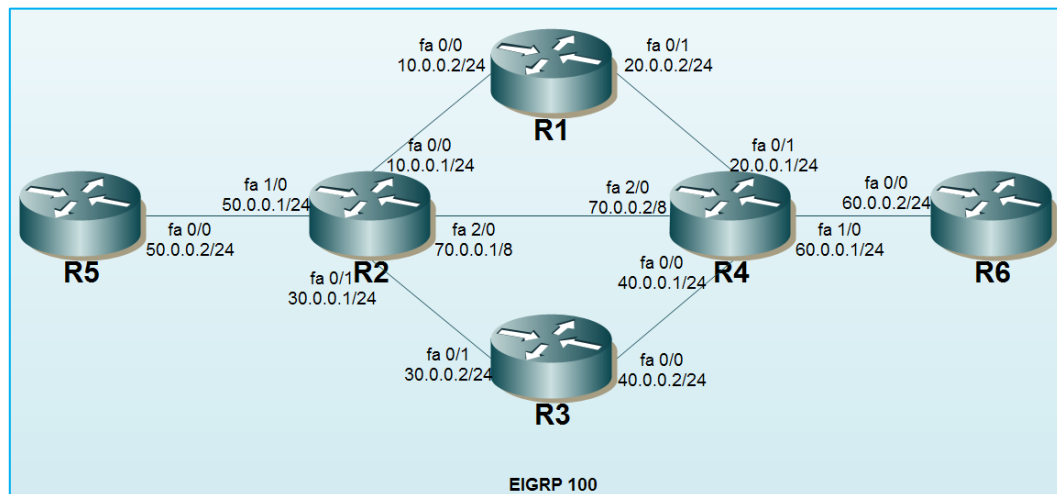 fa 0/0
10.0.0.2/24
fa 0/1
20.0.0.2/24
R1
fa 0/0
10.0.0.1/24
fa 0/1
20.0.0.1/24
fa 1/0
50.0.0.1/24
fa 2/0
70.0.0.2/8
fa 0/0
60.0.0.2/24
fa 0/0
50.0.0.2/24
fa 2/0
70.0.0.1/8
fa 1/0
60.0.0.1/24
R5
R2
R4
R6
fa 0/1
30.0.0.1/24
fa 0/0
40.0.0.1/24
fa 0/1
30.0.0.2/24
fa 0/0
40.0.0.2/24
R3
EIGRP 100